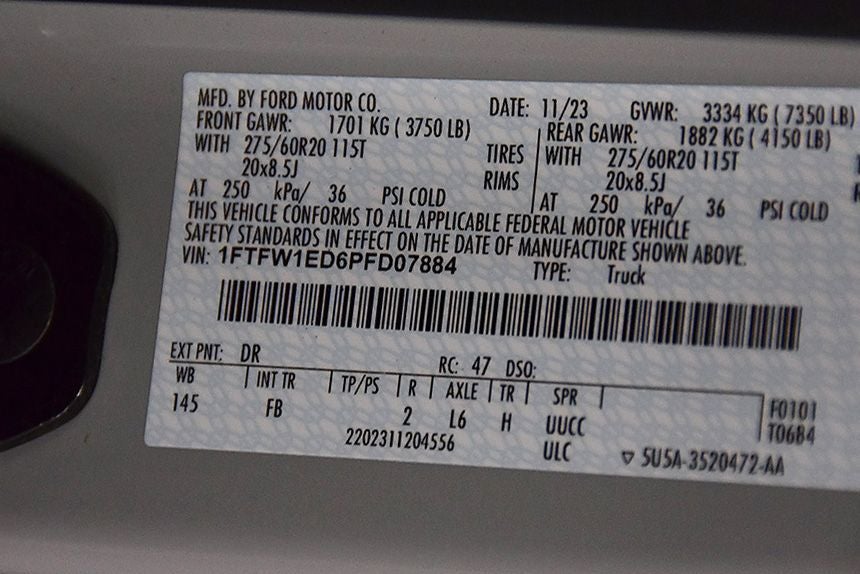 MFD. BY FORD MOTOR CO. DATE: 11/23 GVWR: 3334 KG ( 7350 LB)
FRONT GAWR: 1701 KG ( 3750 LB) REAR GAWR: 1882 KG ( 4150 LB)
WITH 275/60R20 115T TIRES WITH 275/60R20 115T
20x8.5J RIMS 20x8.5J
AT 250 kPa/ 36 PSI COLD AT 250 kPa/ 36 PSI COLD
THIS VEHICLE CONFORMS TO ALL APPLICABLE FEDERAL MOTOR VEHICLE
SAFETY STANDARDS IN EFFECT ON THE DATE OF MANUFACTURE SHOWN ABOVE.
VIN: 1FTFW1ED6PFD07884 TYPE: Truck
EXT PNT: DR RC: 47 DSO:
WB INT TR TP/PS R AXLE TR SPR
145 FB 2 L6 H UUCC F0101
2202311204556 ULC T0684
5U5A-3520472-AA